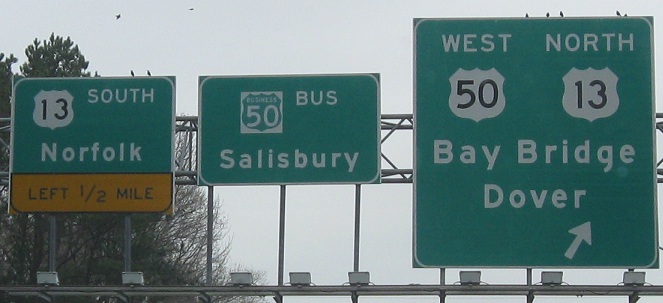 13 SOUTH
Norfolk
LEFT 1/2 MILE
BUSINESS
50 BUS
Salisbury
WEST NORTH
50 13
Bay Bridge
Dover